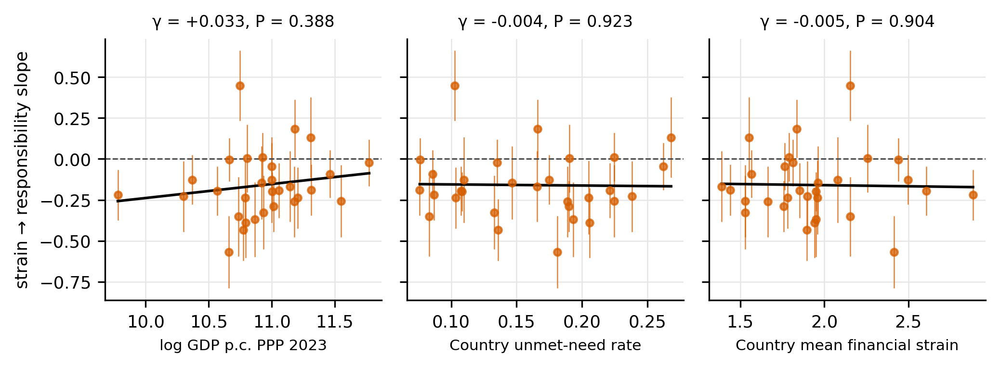 γ = +0.033, P = 0.388
γ = -0.004, P = 0.923
γ = -0.005, P = 0.904
strain → responsibility slope
0.50
0.25
0.00
−0.25
−0.50
−0.75
10.0 10.5 11.0 11.5
0.10 0.15 0.20 0.25
1.5 2.0 2.5
log GDP p.c. PPP 2023
Country unmet-need rate
Country mean financial strain